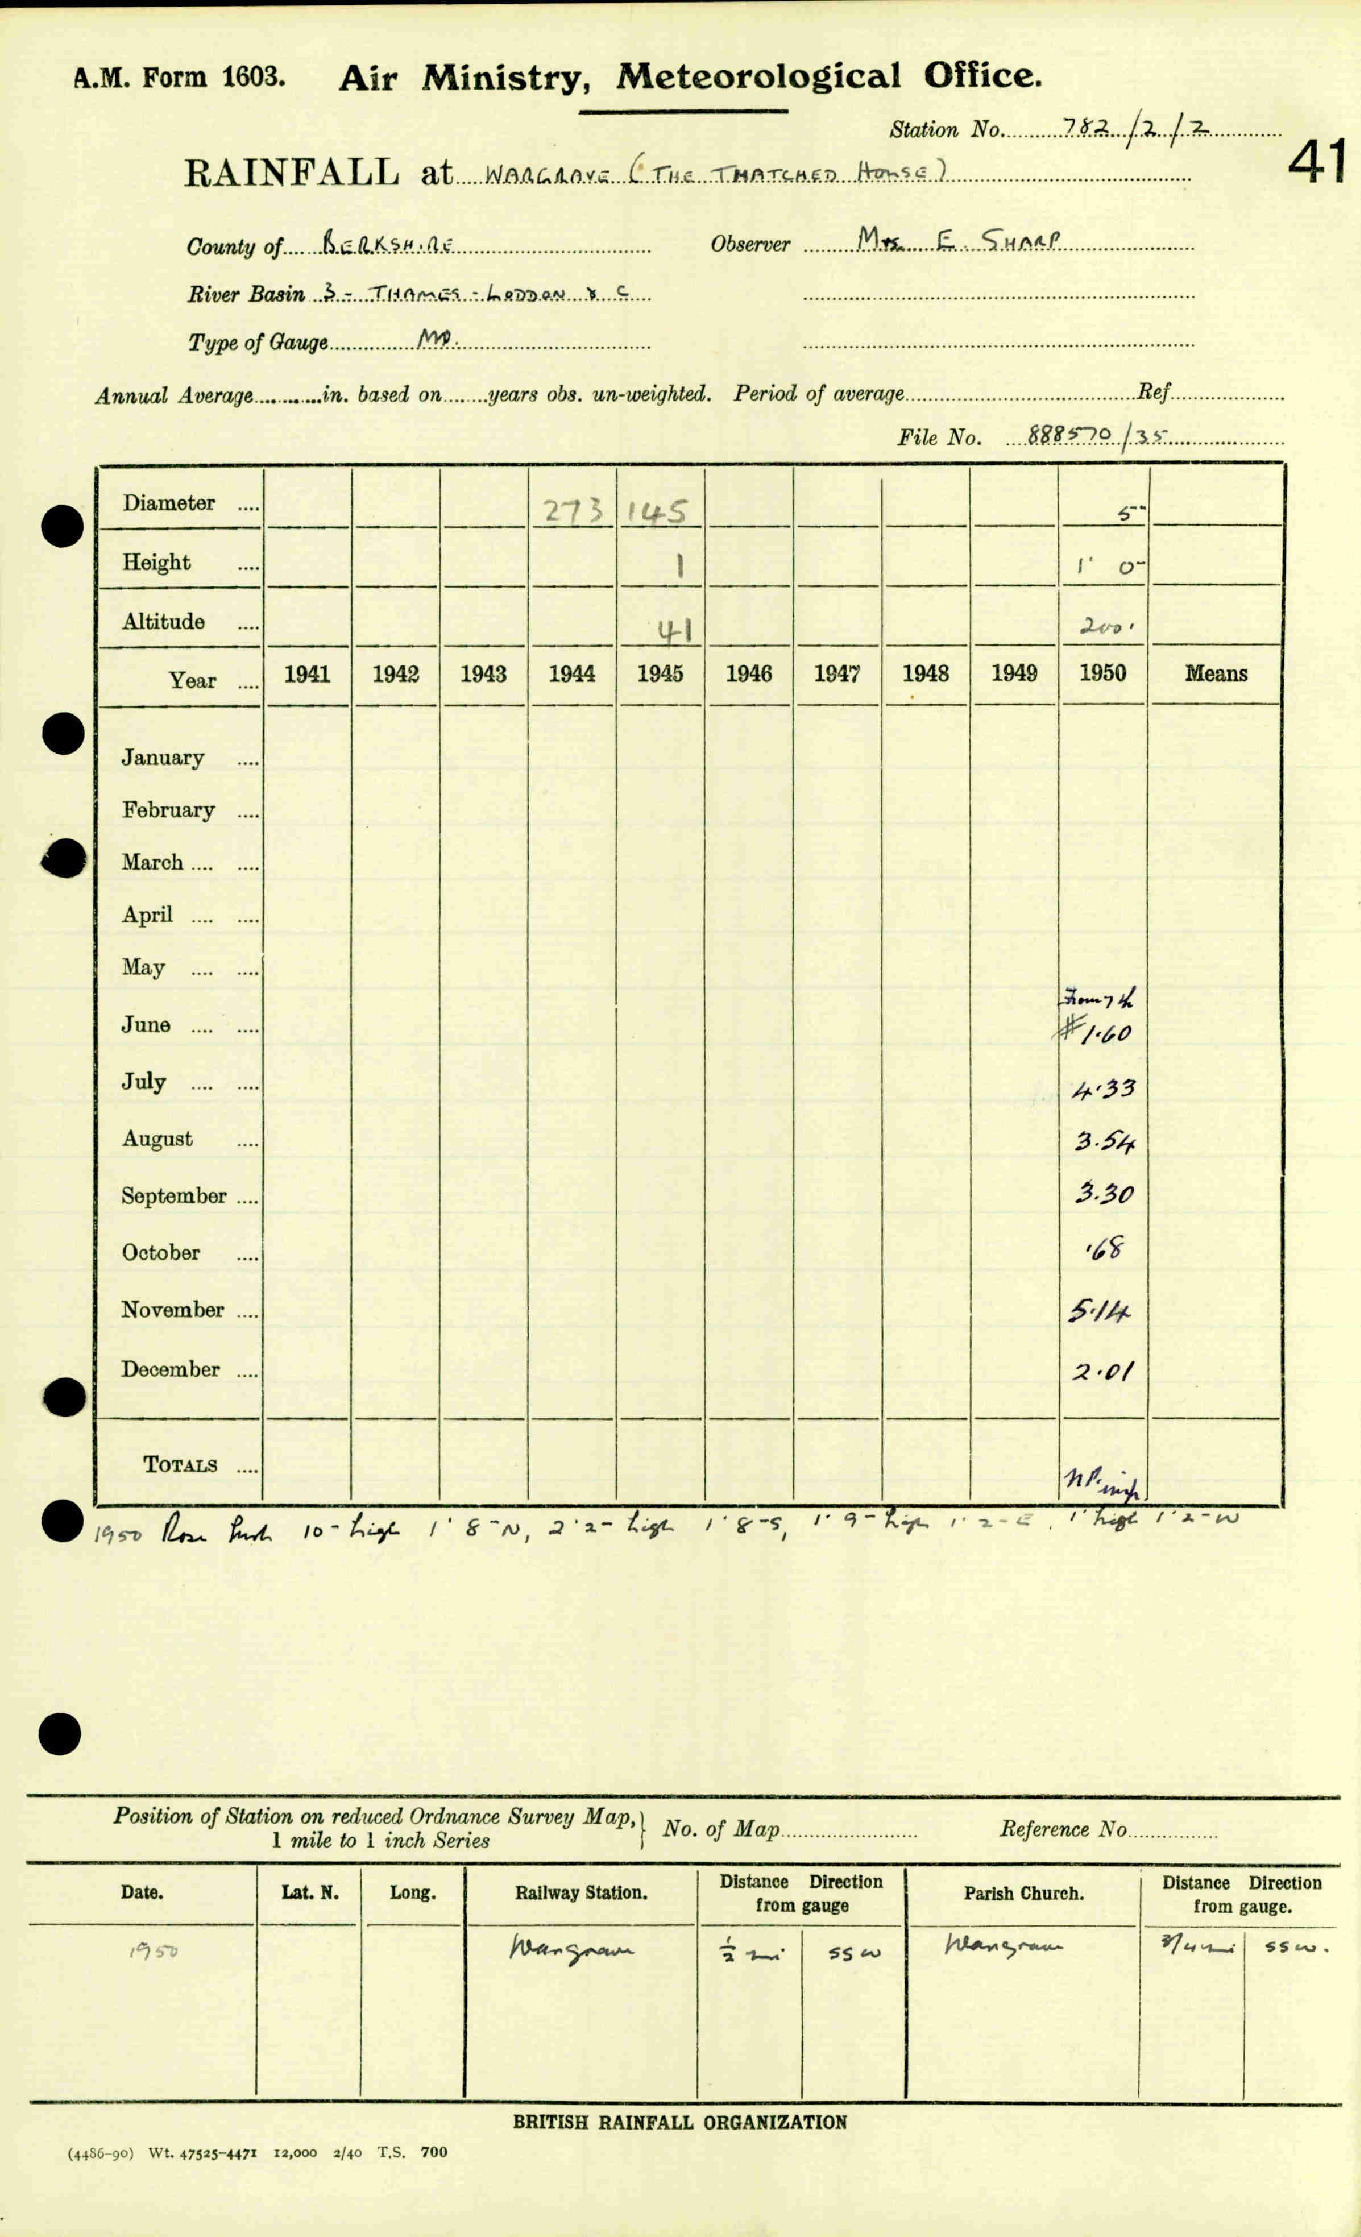 A.M. Form 1603. Air Ministry, Meteorological Office.
Station No. 782/2/2
41
RAINFALL at WARGRAVE (THE THATCHED HOUSE)
County of BERKSHIRE Observer Mrs. E. SHARP
River Basin 3 - THAMES - LODDON & C
Type of Gauge MO.
Annual Average ............in. based on ........years obs. un-weighted. Period of average .......... Ref ..........
File No. 888570/35
Diameter .... 273 145 5"
Height .... 1 1' 0"
Altitude .... 41 200'
Year .... 1941 1942 1943 1944 1945 1946 1947 1948 1949 1950 Means
January ....
February ....
March .... ....
April .... ....
May .... ....
From 7th
June .... .... # 1.60
July .... .... 4.33
August .... 3.54
September .... 3.30
October .... .68
November .... 5.14
December .... 2.01
TOTALS ....
1950 Rose bush 10" high 1' 8" N, 2' 2" high 1' 8" S, 1' 9" high 1' 2" E, 1' high 1' 2" W
Position of Station on reduced Ordnance Survey Map, } No. of Map .......... Reference No ..........
1 mile to 1 inch Series
Date. Lat. N. Long. Railway Station. Distance Direction from gauge Parish Church. Distance Direction from gauge.
1950 Wargrave ½ mi SSW Wargrave 3/4 mi SSW.
BRITISH RAINFALL ORGANIZATION
(4486-90) Wt. 47525-4471 12,000 2/40 T.S. 700